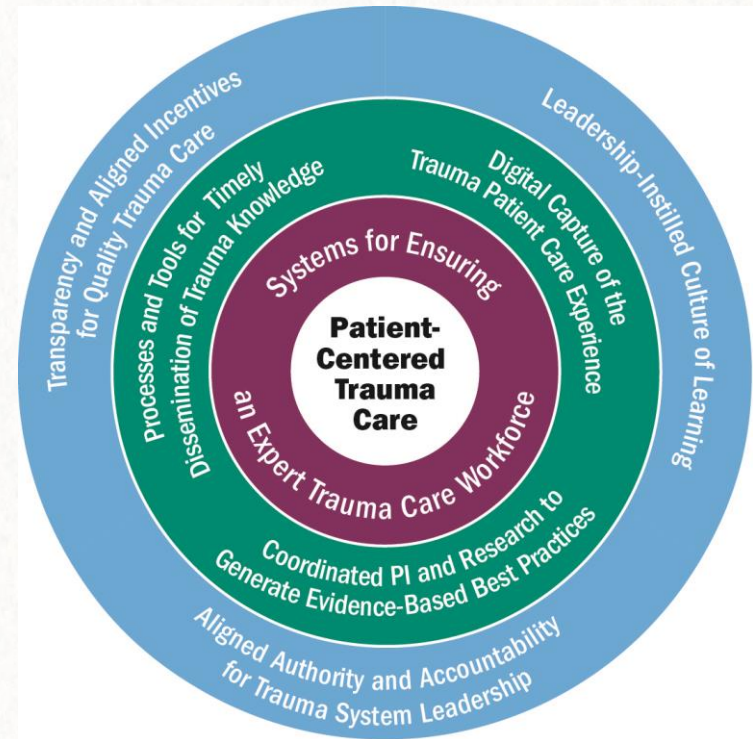 Transparency and Aligned Incentives
for Quality Trauma Care
Leadership-Instilled Culture of Learning
Aligned Authority and Accountability
for Trauma System Leadership
Processes and Tools for Timely
Dissemination of Trauma Knowledge
Digital Capture of the
Trauma Patient Care Experience
Coordinated PI and Research to
Generate Evidence-Based Best Practices
Systems for Ensuring
an Expert Trauma Care Workforce
Patient-
Centered
Trauma
Care